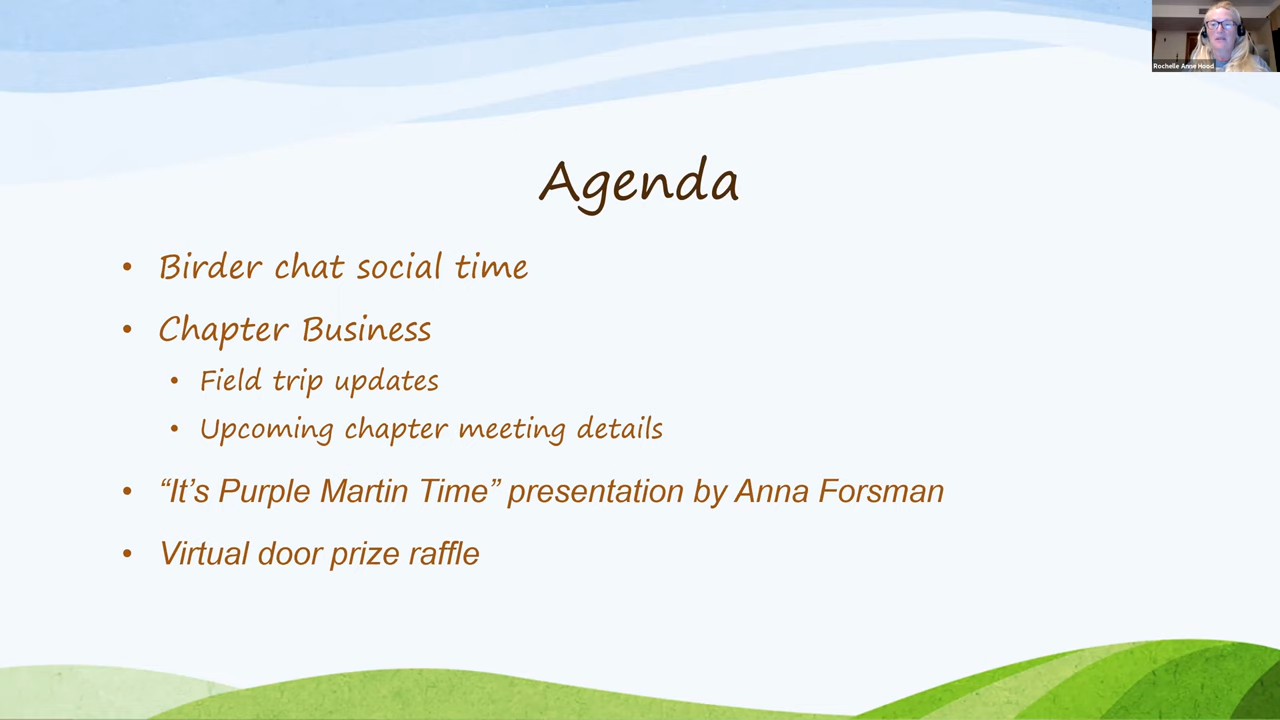 Rochelle Anne Hood
Agenda
• Birder chat social time
• Chapter Business
• Field trip updates
• Upcoming chapter meeting details
• “It’s Purple Martin Time” presentation by Anna Forsman
• Virtual door prize raffle